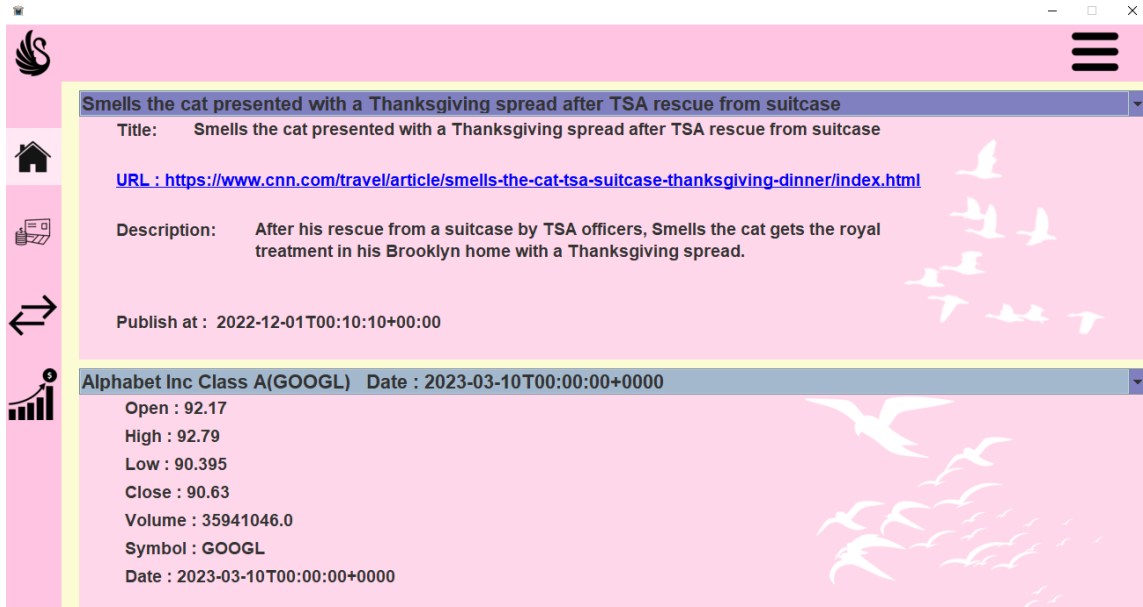 Smells the cat presented with a Thanksgiving spread after TSA rescue from suitcase
Title: Smells the cat presented with a Thanksgiving spread after TSA rescue from suitcase
URL : https://www.cnn.com/travel/article/smells-the-cat-tsa-suitcase-thanksgiving-dinner/index.html
Description: After his rescue from a suitcase by TSA officers, Smells the cat gets the royal
treatment in his Brooklyn home with a Thanksgiving spread.
Publish at : 2022-12-01T00:10:10+00:00
$
Alphabet Inc Class A(GOOGL) Date : 2023-03-10T00:00:00+0000
Open : 92.17
High : 92.79
Low : 90.395
Close : 90.63
Volume : 35941046.0
Symbol : GOOGL
Date : 2023-03-10T00:00:00+0000